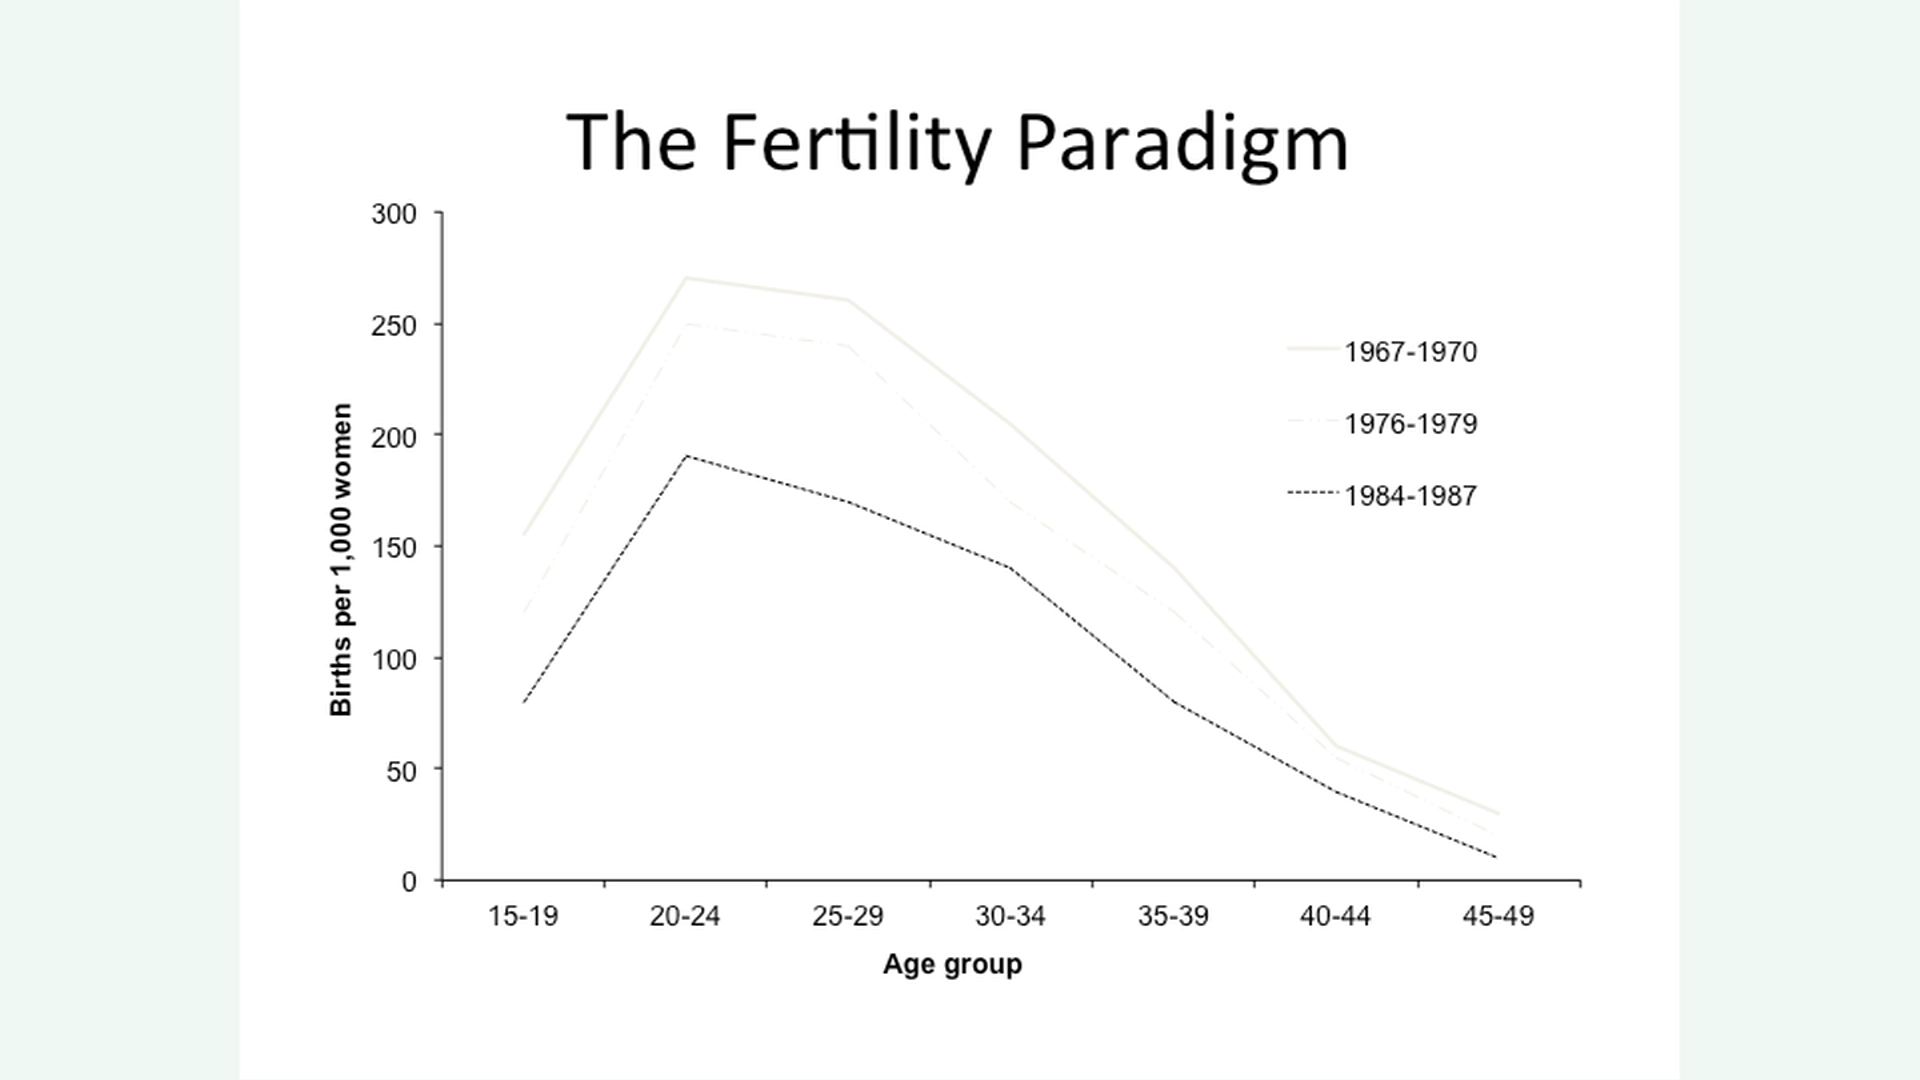 The Fertility Paradigm
300
250
200
150
100
50
0
Births per 1,000 women
1967-1970
1976-1979
1984-1987
15-19 20-24 25-29 30-34 35-39 40-44 45-49
Age group